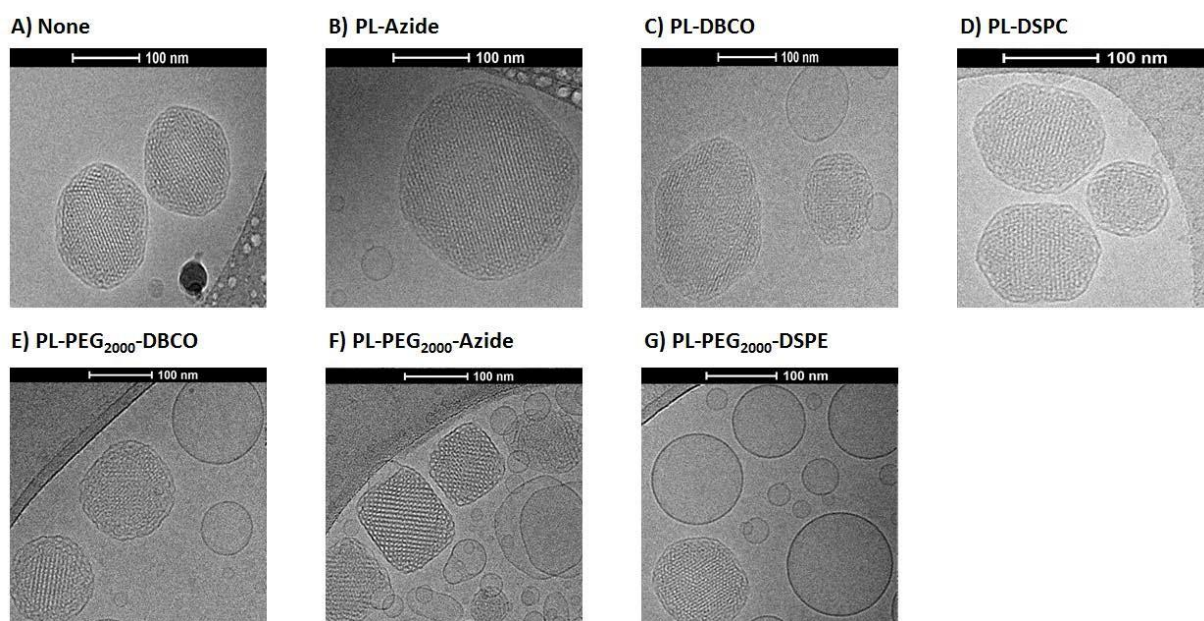 A) None
B) PL-Azide
C) PL-DBCO
D) PL-DSPC
100 nm
100 nm
100 nm
100 nm
E) PL-PEG2000-DBCO
F) PL-PEG2000-Azide
G) PL-PEG2000-DSPE
100 nm
100 nm
100 nm